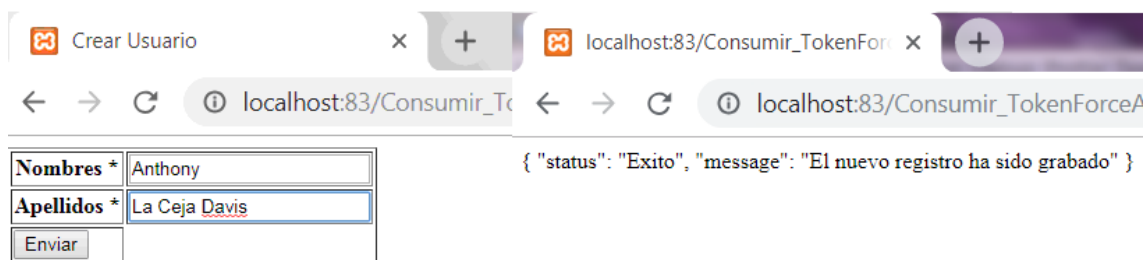 Crear Usuario
localhost:83/Consumir_To
Nombres * Anthony
Apellidos * La Ceja Davis
Enviar
localhost:83/Consumir_TokenFor
localhost:83/Consumir_TokenForceA
{ "status": "Exito", "message": "El nuevo registro ha sido grabado" }